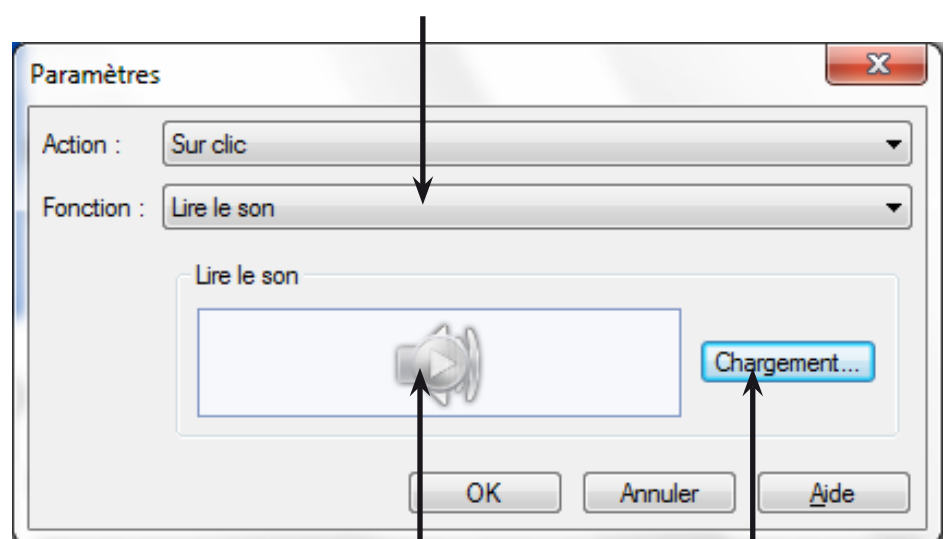 Paramètres
Action : Sur clic
Fonction : Lire le son
Lire le son
Chargement...
OK Annuler Aide